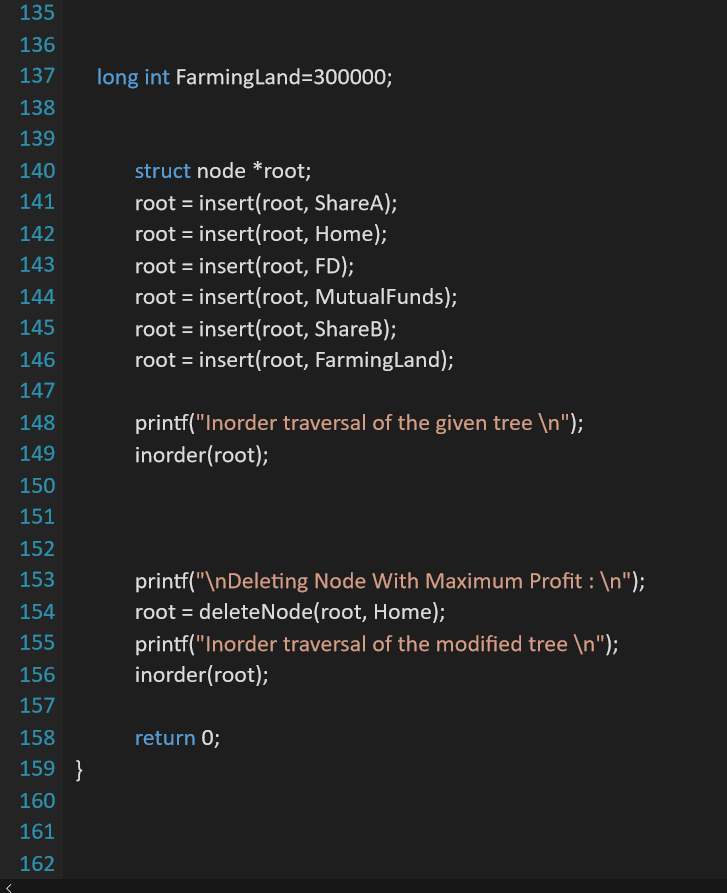 135
136
137 long int FarmingLand=300000;
138
139
140 struct node *root;
141 root = insert(root, ShareA);
142 root = insert(root, Home);
143 root = insert(root, FD);
144 root = insert(root, MutualFunds);
145 root = insert(root, ShareB);
146 root = insert(root, FarmingLand);
147
148 printf("Inorder traversal of the given tree \n");
149 inorder(root);
150
151
152
153 printf("\nDeleting Node With Maximum Profit : \n");
154 root = deleteNode(root, Home);
155 printf("Inorder traversal of the modified tree \n");
156 inorder(root);
157
158 return 0;
159 }
160
161
162